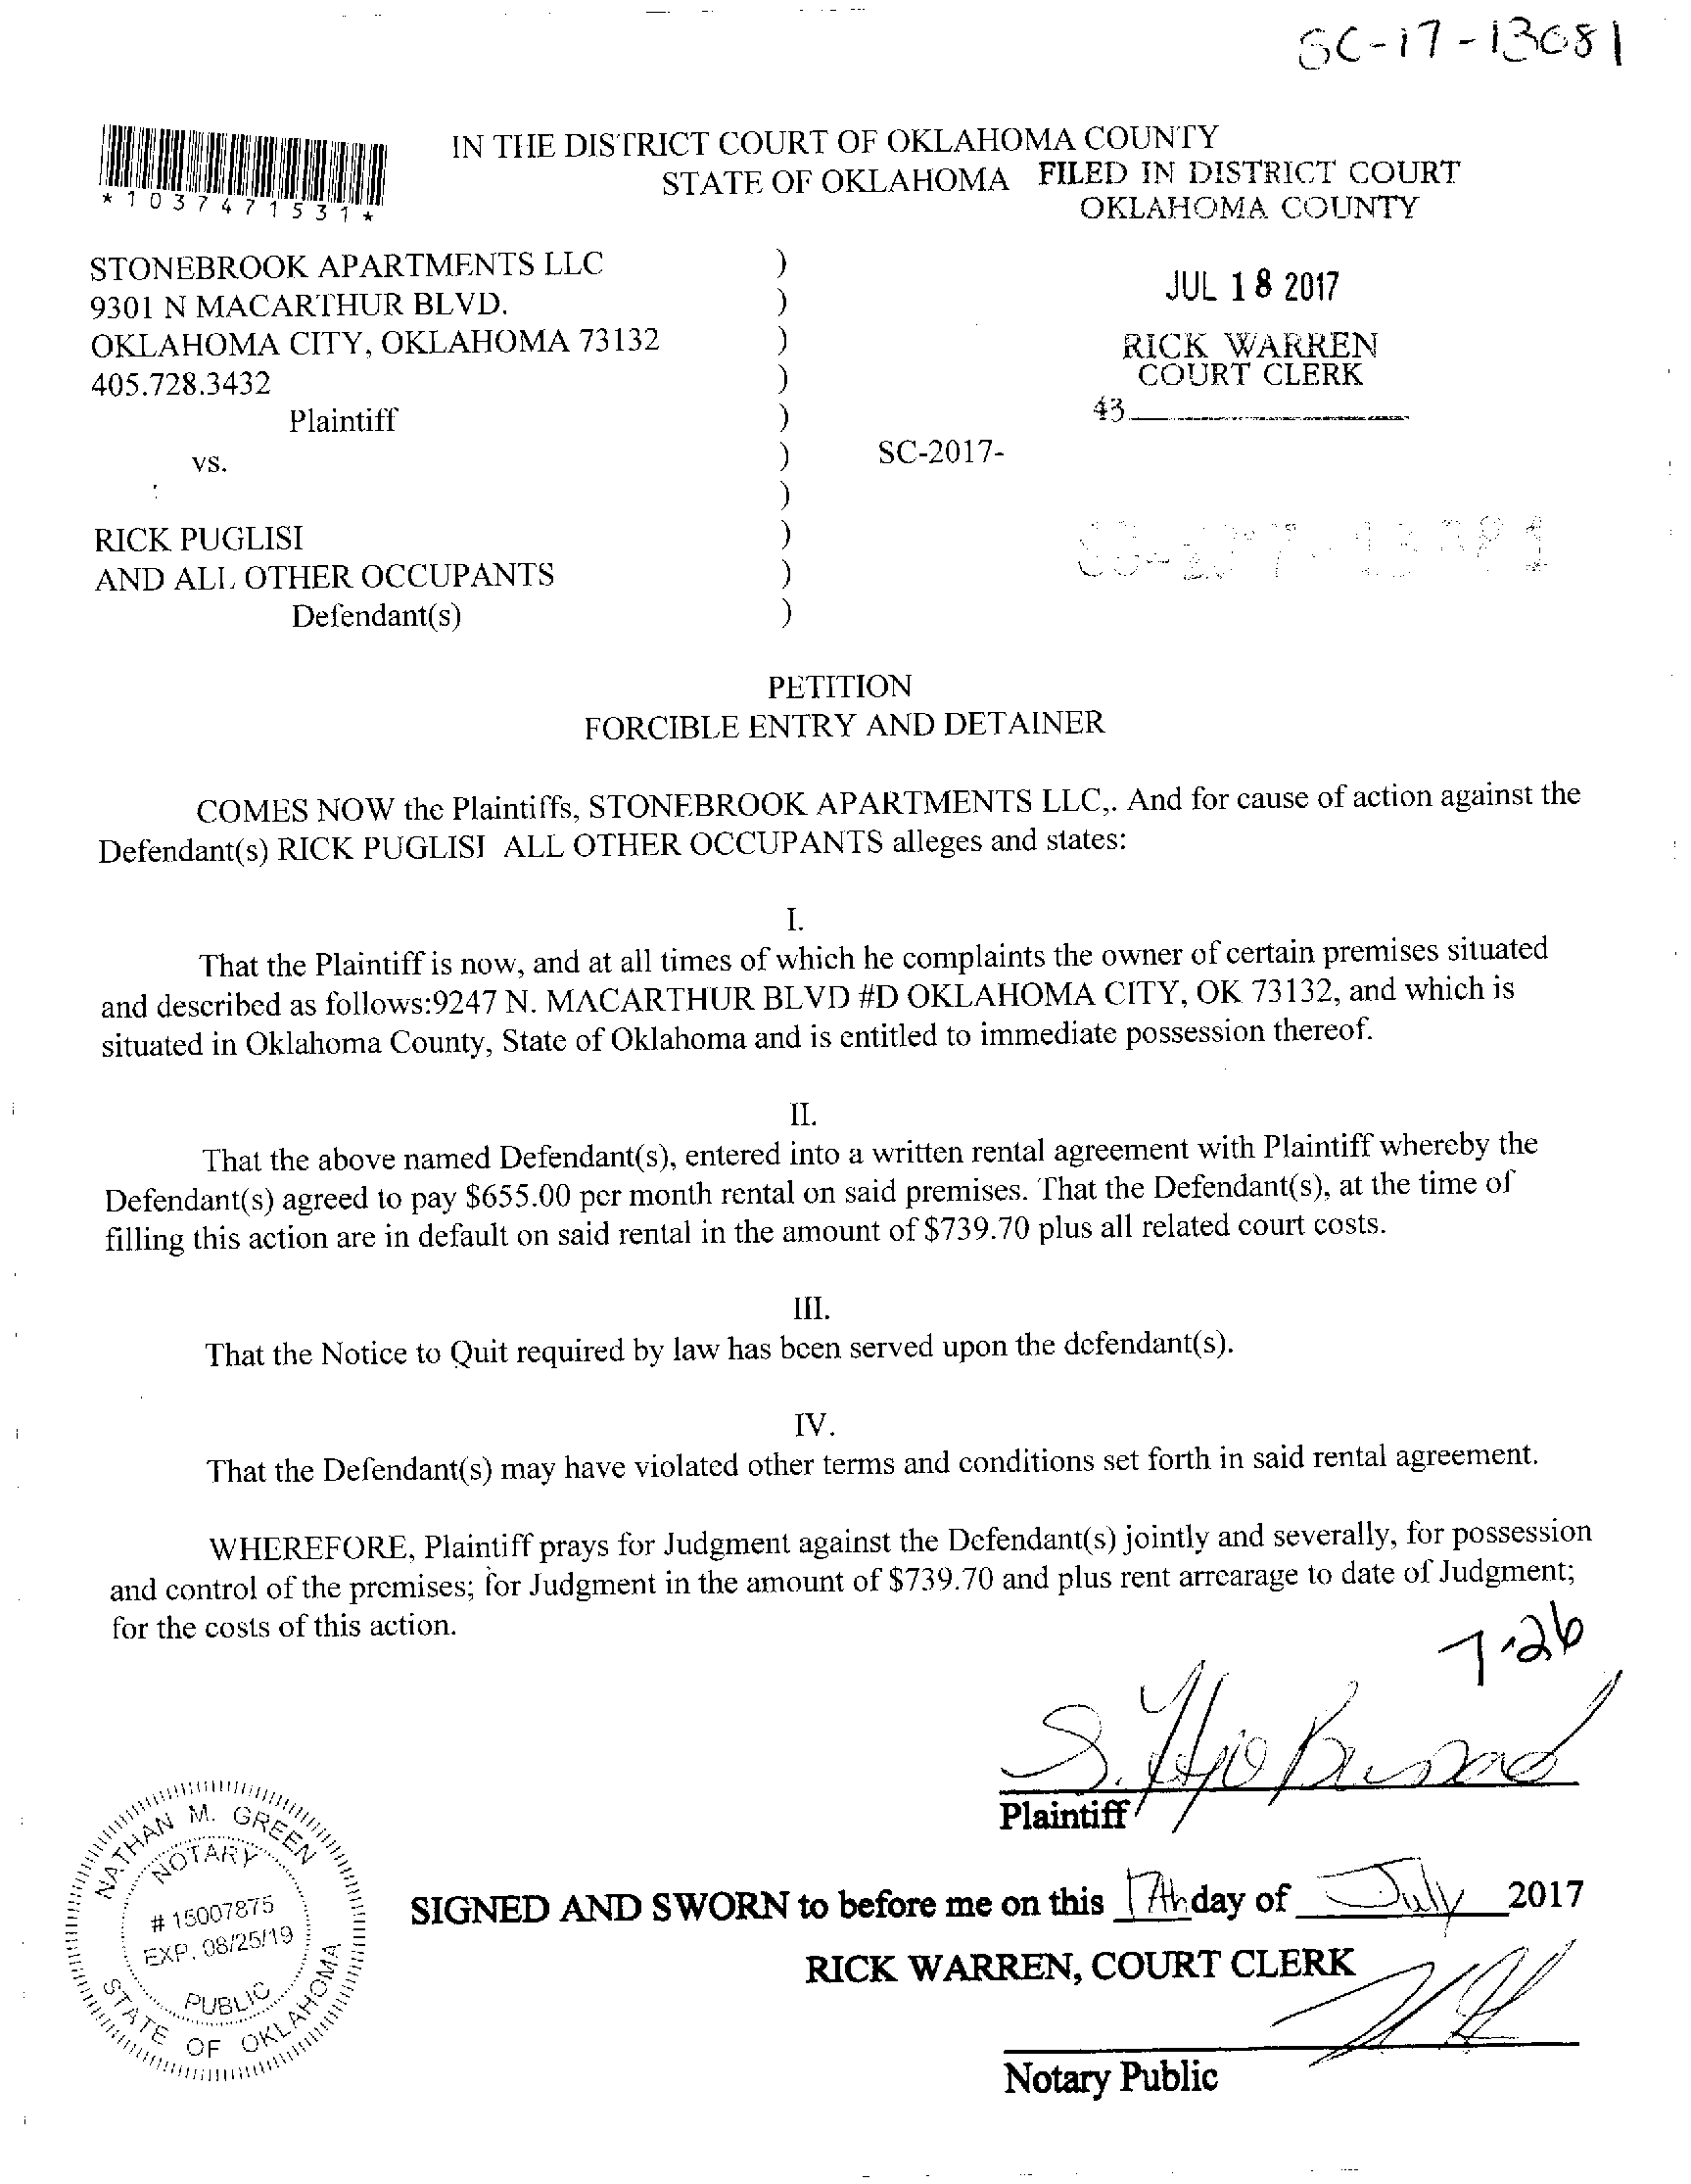 SC-17-13081
IN THE DISTRICT COURT OF OKLAHOMA COUNTY
STATE OF OKLAHOMA
FILED IN DISTRICT COURT
OKLAHOMA COUNTY
*1037471531*
STONEBROOK APARTMENTS LLC )
9301 N MACARTHUR BLVD. )
OKLAHOMA CITY, OKLAHOMA 73132 )
405.728.3432 )
Plaintiff )
vs. )
)
RICK PUGLISI )
AND ALL OTHER OCCUPANTS )
Defendant(s) )
JUL 18 2017
RICK WARREN
COURT CLERK
43
SC-2017-
PETITION
FORCIBLE ENTRY AND DETAINER
COMES NOW the Plaintiffs, STONEBROOK APARTMENTS LLC,. And for cause of action against the
Defendant(s) RICK PUGLISI ALL OTHER OCCUPANTS alleges and states:
I.
That the Plaintiff is now, and at all times of which he complaints the owner of certain premises situated
and described as follows:9247 N. MACARTHUR BLVD #D OKLAHOMA CITY, OK 73132, and which is
situated in Oklahoma County, State of Oklahoma and is entitled to immediate possession thereof.
II.
That the above named Defendant(s), entered into a written rental agreement with Plaintiff whereby the
Defendant(s) agreed to pay $655.00 per month rental on said premises. That the Defendant(s), at the time of
filling this action are in default on said rental in the amount of $739.70 plus all related court costs.
III.
That the Notice to Quit required by law has been served upon the defendant(s).
IV.
That the Defendant(s) may have violated other terms and conditions set forth in said rental agreement.
WHEREFORE, Plaintiff prays for Judgment against the Defendant(s) jointly and severally, for possession
and control of the premises; for Judgment in the amount of $739.70 and plus rent arrearage to date of Judgment;
for the costs of this action.
7-26
Plaintiff
NATHAN M. GREEN
NOTARY
# 15007875
EXP. 08/25/19
PUBLIC
STATE OF OKLAHOMA
SIGNED AND SWORN to before me on this 17th day of July 2017
RICK WARREN, COURT CLERK
Notary Public